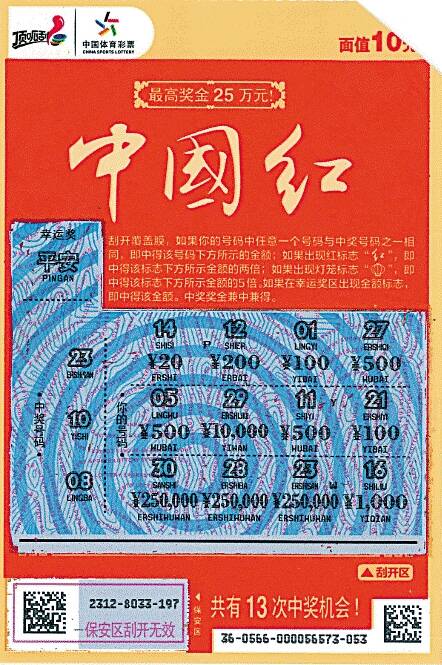 顶呱刮
中国体育彩票
CHINA SPORTS LOTTERY
面值10元
最高奖金25万元!
中國红
刮开覆盖膜,如果你的号码中任意一个号码与中奖号码之一相
同,即中得该号码下方所示的金额;如果出现红标志“红”,即
中得该标志下方所示金额的两倍;如果出现灯笼标志“ ”,即
中得该标志下方所示金额的5倍;如果在幸运奖区出现金额标志,
即中得该金额。中奖奖金兼中兼得。
幸运奖
平安
PINGAN
中奖号码
23
ERSHSAN
10
YISHI
08
LINGBA
你的号码
14 12 01 27
SHISI SHIER LINGYI ERSHIQI
P
¥20 ¥200 ¥100 ¥500
ERSHI ERBAI YIBAI WUBAI
05 29 11 21
LINGWU ERSHJIU SHIYI ERSHIYI
Y
¥500 ¥10,000 ¥500 ¥100
WUBAI YIWAN WUBAI YIBAI
30 28 23 16
SANSHI ERSHIBA ERSHSAN SHILIU
W
¥250,000 ¥250,000 ¥250,000 ¥1,000
ERSHIWUWAN ERSHIWUWAN ERSHIWUWAN YIQIAN
▲刮开区
2312-8033-197
保安区刮开无效
保安区
共有13次中奖机会!
36-0566-000056573-053